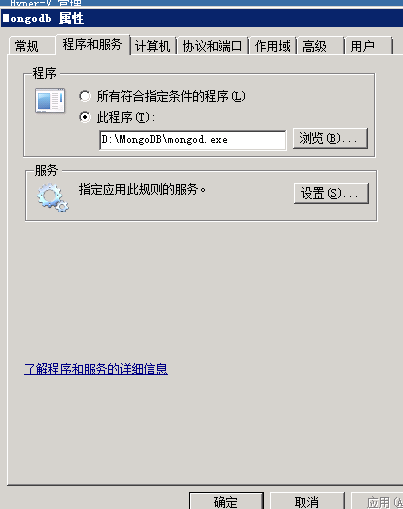 Hyper-V 管理
Mongodb 属性
常规 程序和服务 计算机 协议和端口 作用域 高级 用户
程序
所有符合指定条件的程序(L)
此程序(T):
D:\MongoDB\mongod.exe
浏览(B)...
服务
指定应用此规则的服务。
设置(S)...
了解程序和服务的详细信息
确定 取消 应用(A